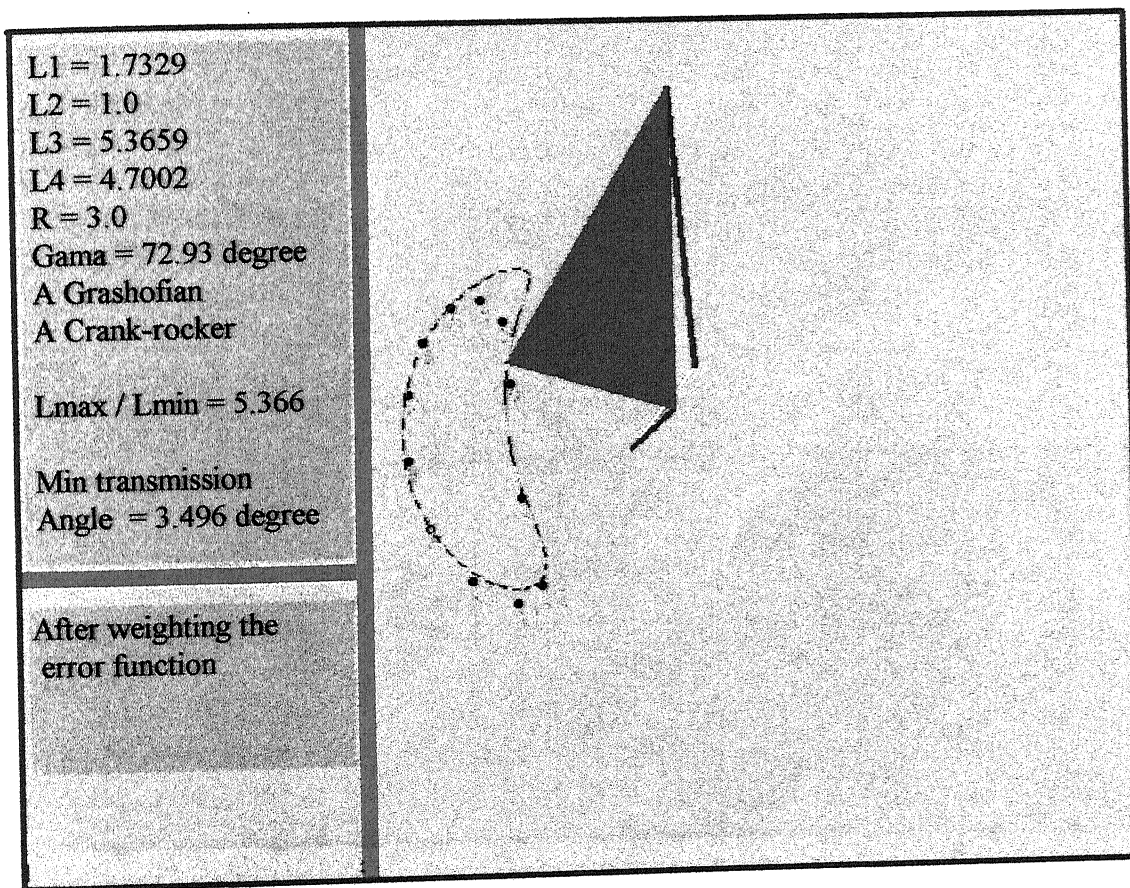 L1 = 1.7329
L2 = 1.0
L3 = 5.3659
L4 = 4.7002
R = 3.0
Gama = 72.93 degree
A Grashofian
A Crank-rocker
Lmax / Lmin = 5.366
Min transmission
Angle = 3.496 degree
After weighting the
error function